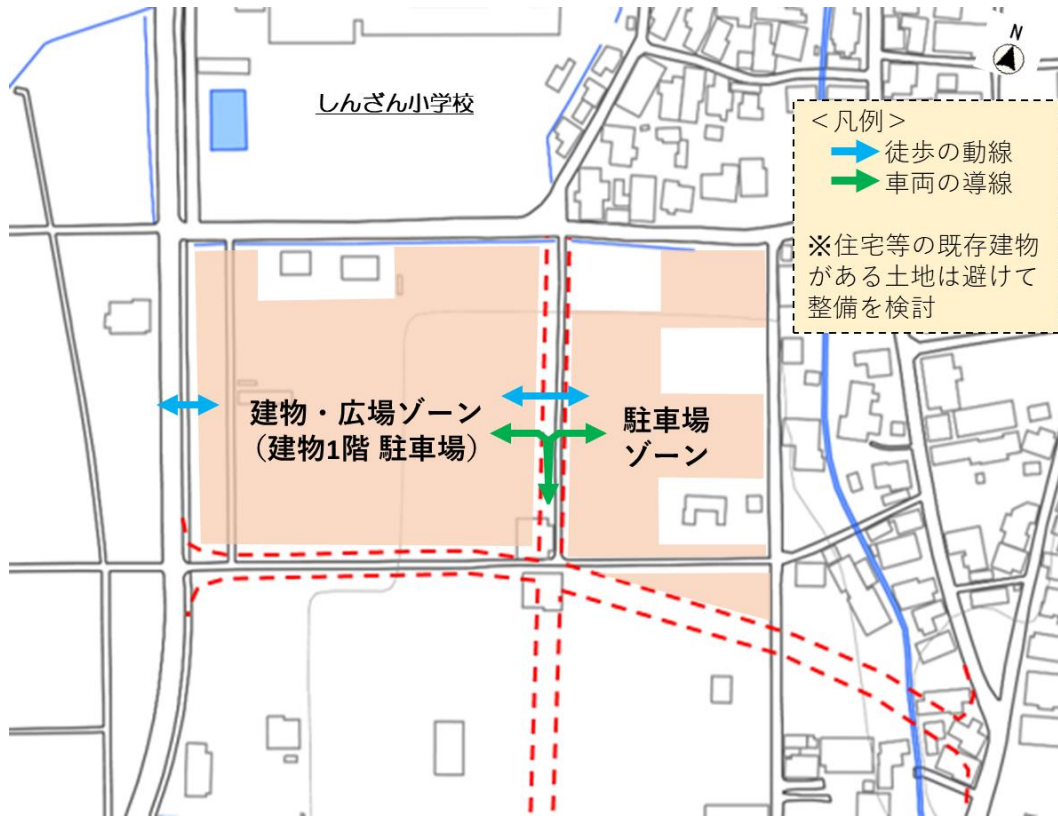 N
しんざん小学校
＜凡例＞
徒歩の動線
車両の導線
※住宅等の既存建物
がある土地は避けて
整備を検討
建物・広場ゾーン
（建物1階 駐車場）
駐車場
ゾーン